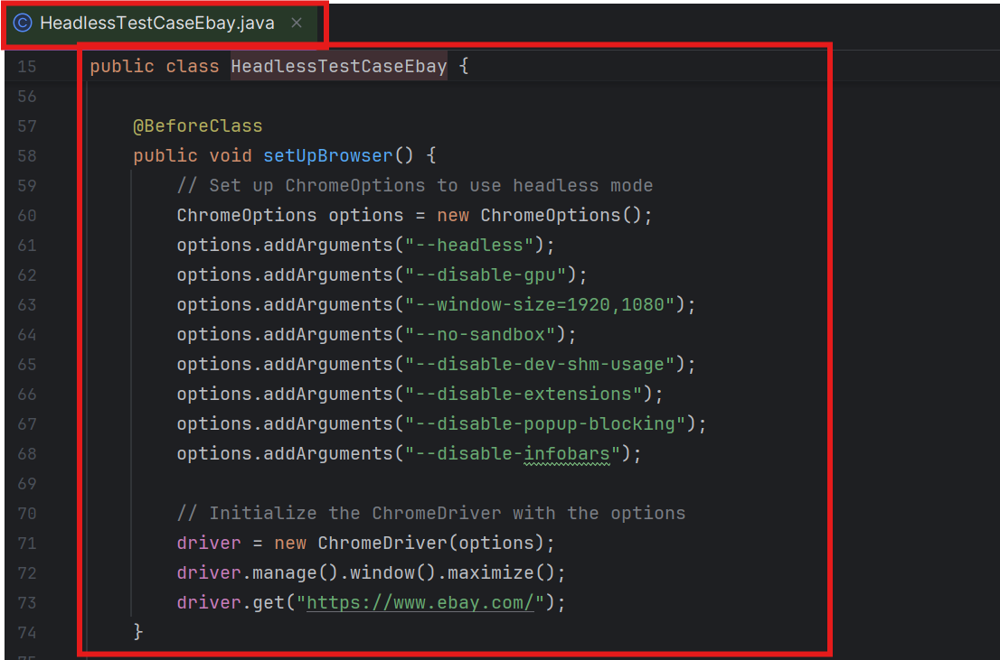 HeadlessTestCaseEbay.java
15 public class HeadlessTestCaseEbay {
56
57 @BeforeClass
58 public void setUpBrowser() {
59 // Set up ChromeOptions to use headless mode
60 ChromeOptions options = new ChromeOptions();
61 options.addArguments("--headless");
62 options.addArguments("--disable-gpu");
63 options.addArguments("--window-size=1920,1080");
64 options.addArguments("--no-sandbox");
65 options.addArguments("--disable-dev-shm-usage");
66 options.addArguments("--disable-extensions");
67 options.addArguments("--disable-popup-blocking");
68 options.addArguments("--disable-infobars");
69
70 // Initialize the ChromeDriver with the options
71 driver = new ChromeDriver(options);
72 driver.manage().window().maximize();
73 driver.get("https://www.ebay.com/");
74 }